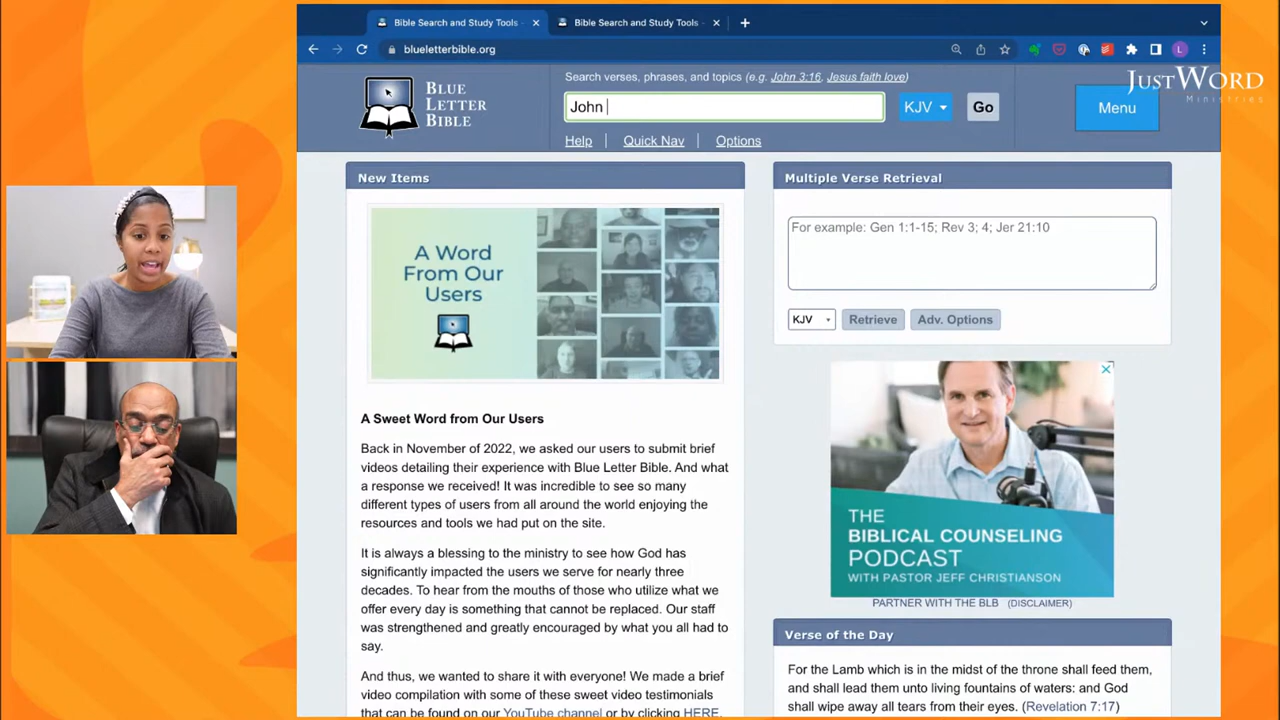 Bible Search and Study Tools -
Bible Search and Study Tools -
blueletterbible.org
L
JustWord
Ministries
BLUE
LETTER
BIBLE
Search verses, phrases, and topics (e.g. John 3:16, Jesus faith love)
John
KJV
Go
Menu
Help
Quick Nav
Options
New Items
A Word
From Our
Users
A Sweet Word from Our Users
Back in November of 2022, we asked our users to submit brief
videos detailing their experience with Blue Letter Bible. And what
a response we received! It was incredible to see so many
different types of users from all around the world enjoying the
resources and tools we had put on the site.
It is always a blessing to the ministry to see how God has
significantly impacted the users we serve for nearly three
decades. To hear from the mouths of those who utilize what we
offer every day is something that cannot be replaced. Our staff
was strengthened and greatly encouraged by what you all had to
say.
And thus, we wanted to share it with everyone! We made a brief
video compilation with some of these sweet video testimonials
that can be found on our YouTube channel or by clicking HERE.
Multiple Verse Retrieval
For example: Gen 1:1-15; Rev 3; 4; Jer 21:10
KJV
Retrieve
Adv. Options
THE
BIBLICAL COUNSELING
PODCAST
WITH PASTOR JEFF CHRISTIANSON
PARTNER WITH THE BLB (DISCLAIMER)
Verse of the Day
For the Lamb which is in the midst of the throne shall feed them,
and shall lead them unto living fountains of waters: and God
shall wipe away all tears from their eyes. (Revelation 7:17)